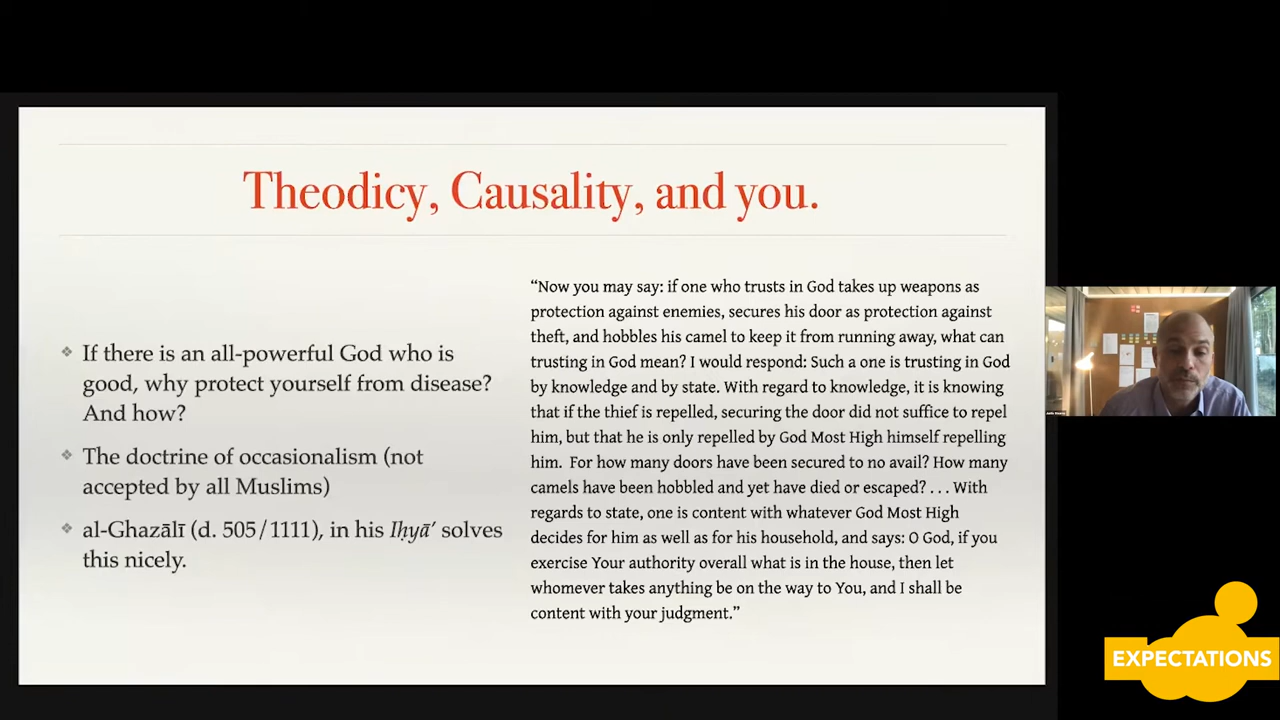 Theodicy, Causality, and you.
If there is an all-powerful God who is
good, why protect yourself from disease?
And how?
The doctrine of occasionalism (not
accepted by all Muslims)
al-Ghazālī (d. 505/1111), in his Iḥyāʾ solves
this nicely.
“Now you may say: if one who trusts in God takes up weapons as
protection against enemies, secures his door as protection against
theft, and hobbles his camel to keep it from running away, what can
trusting in God mean? I would respond: Such a one is trusting in God
by knowledge and by state. With regard to knowledge, it is knowing
that if the thief is repelled, securing the door did not suffice to repel
him, but that he is only repelled by God Most High himself repelling
him. For how many doors have been secured to no avail? How many
camels have been hobbled and yet have died or escaped? . . . With
regards to state, one is content with whatever God Most High
decides for him as well as for his household, and says: O God, if you
exercise Your authority overall what is in the house, then let
whomever takes anything be on the way to You, and I shall be
content with your judgment.”
EXPECTATIONS